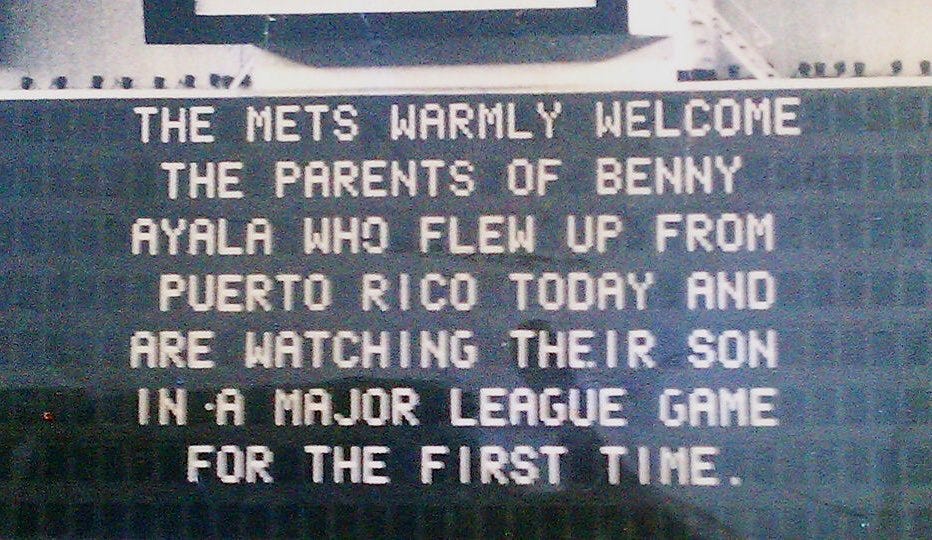 THE METS WARMLY WELCOME
THE PARENTS OF BENNY
AYALA WHO FLEW UP FROM
PUERTO RICO TODAY AND
ARE WATCHING THEIR SON
IN A MAJOR LEAGUE GAME
FOR THE FIRST TIME.